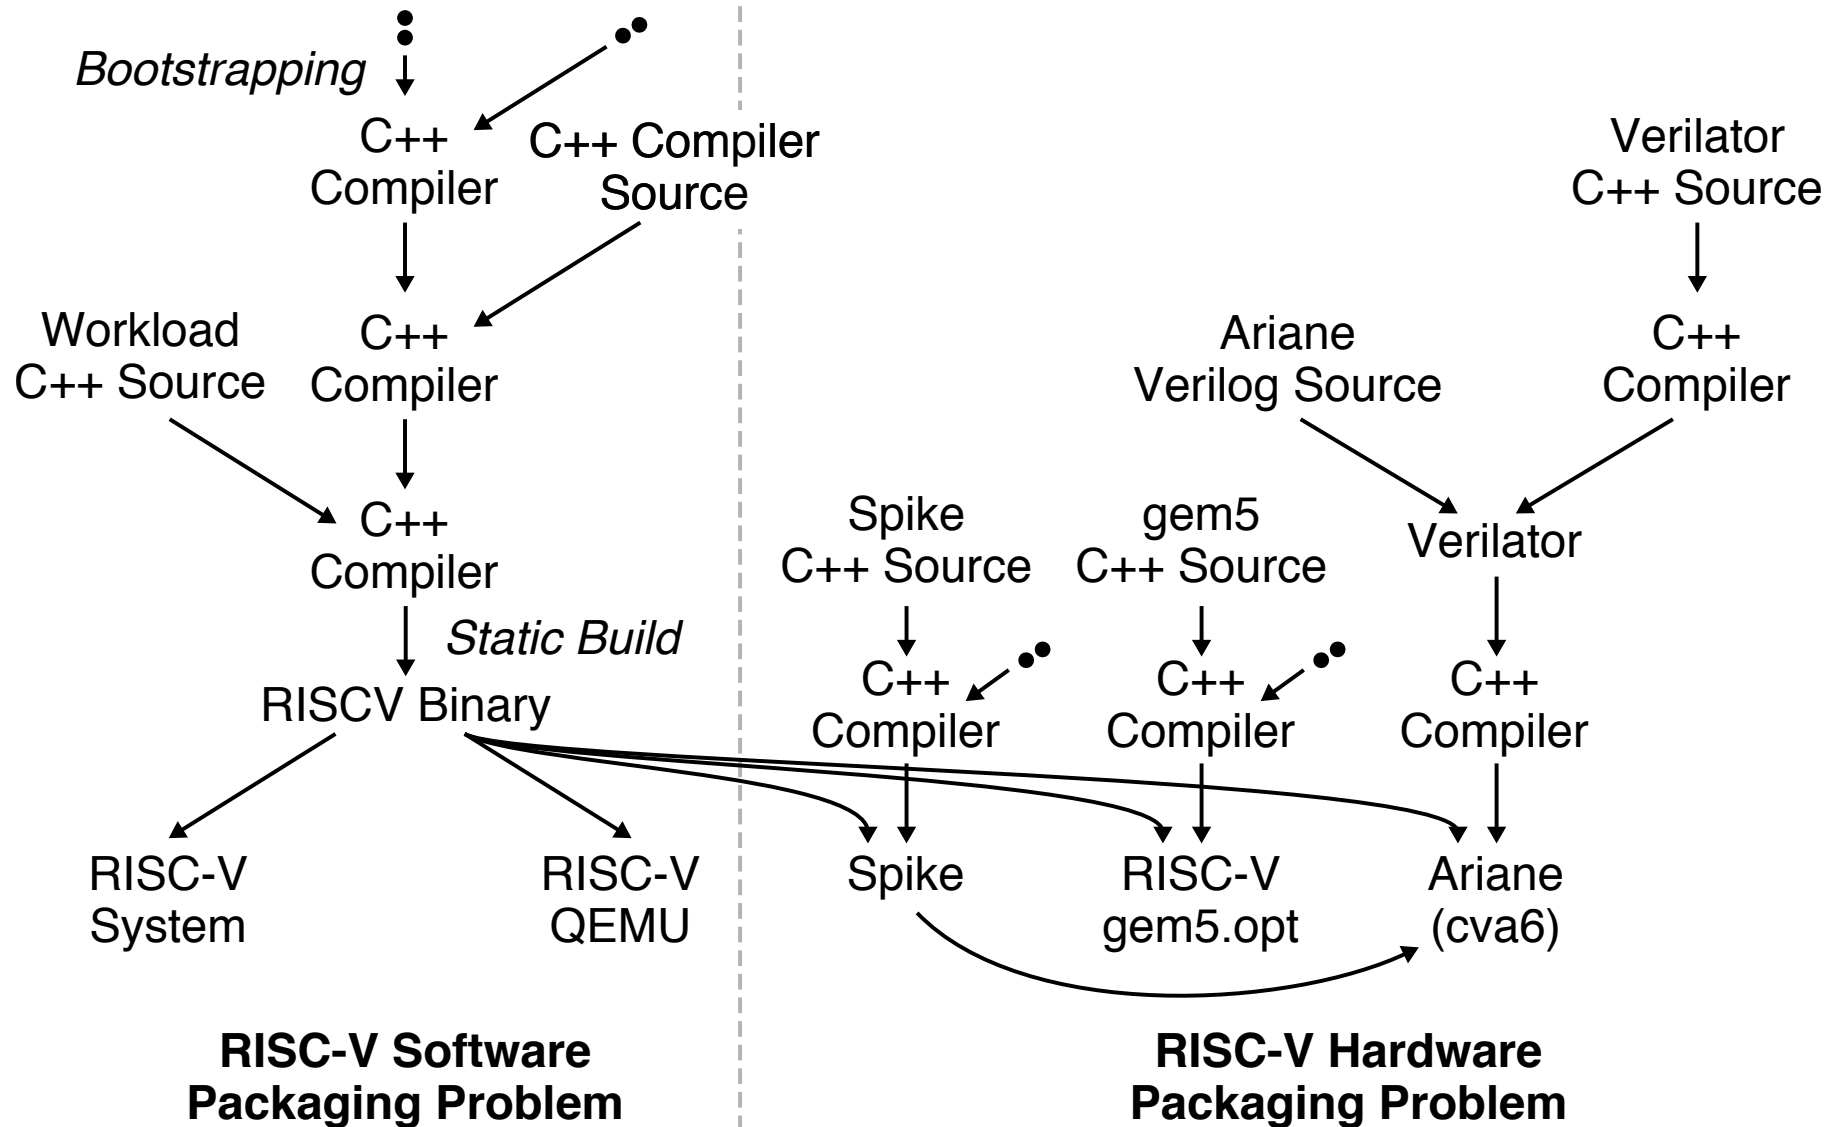 Bootstrapping
C++
Compiler
C++ Compiler
Source
Workload
C++ Source
C++
Compiler
C++
Compiler
Static Build
RISCV Binary
RISC-V
System
RISC-V
QEMU
RISC-V Software
Packaging Problem
Verilator
C++ Source
Ariane
Verilog Source
C++
Compiler
Spike
C++ Source
gem5
C++ Source
Verilator
C++
Compiler
C++
Compiler
C++
Compiler
Spike
RISC-V
gem5.opt
Ariane
(cva6)
RISC-V Hardware
Packaging Problem